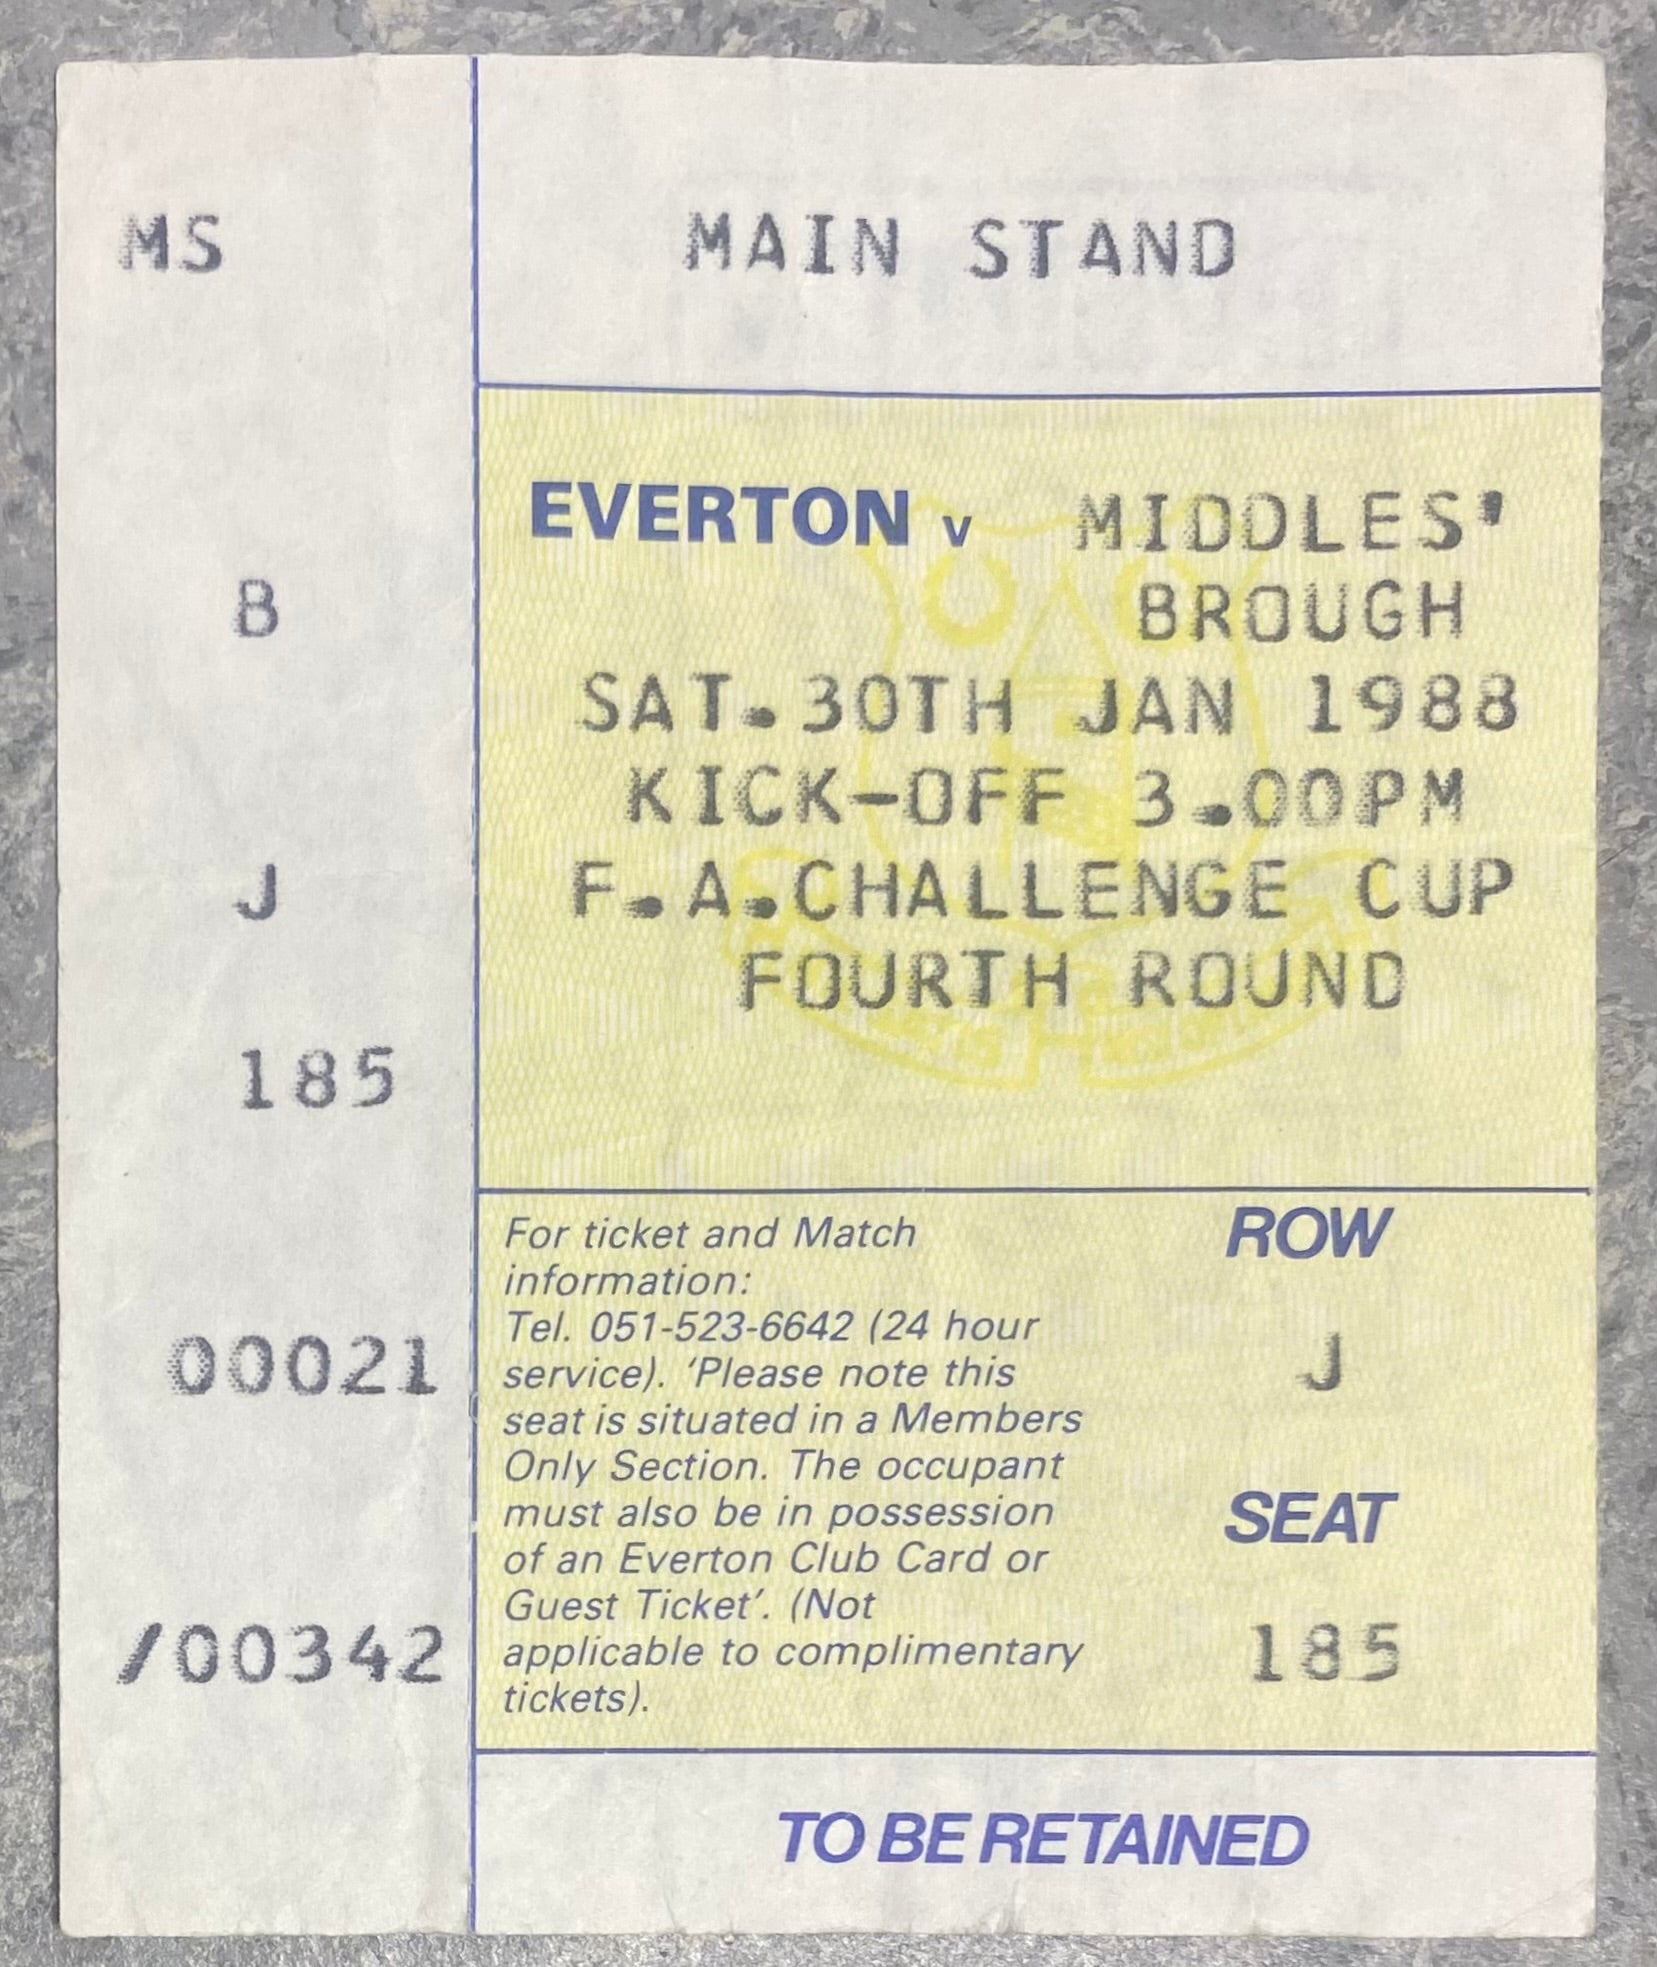 MS
MAIN STAND
EVERTON v MIDDLES'
BROUGH
B
SAT.30TH JAN 1988
KICK-OFF 3.00PM
J
F.A.CHALLENGE CUP
FOURTH ROUND
185
For ticket and Match
information:
Tel. 051-523-6642 (24 hour
service). 'Please note this
seat is situated in a Members
Only Section. The occupant
must also be in possession
of an Everton Club Card or
Guest Ticket'. (Not
applicable to complimentary
tickets).
ROW
J
SEAT
185
00021
/00342
TO BE RETAINED